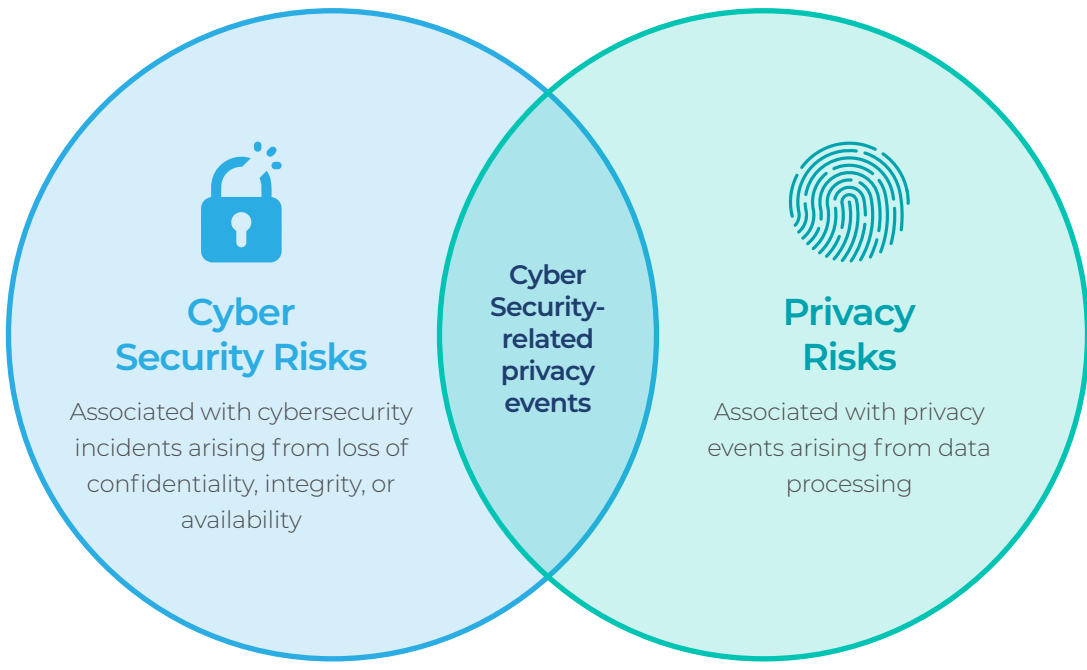 Cyber
Security Risks
Associated with cybersecurity
incidents arising from loss of
confidentiality, integrity, or
availability
Cyber
Security-
related
privacy
events
Privacy
Risks
Associated with privacy
events arising from data
processing